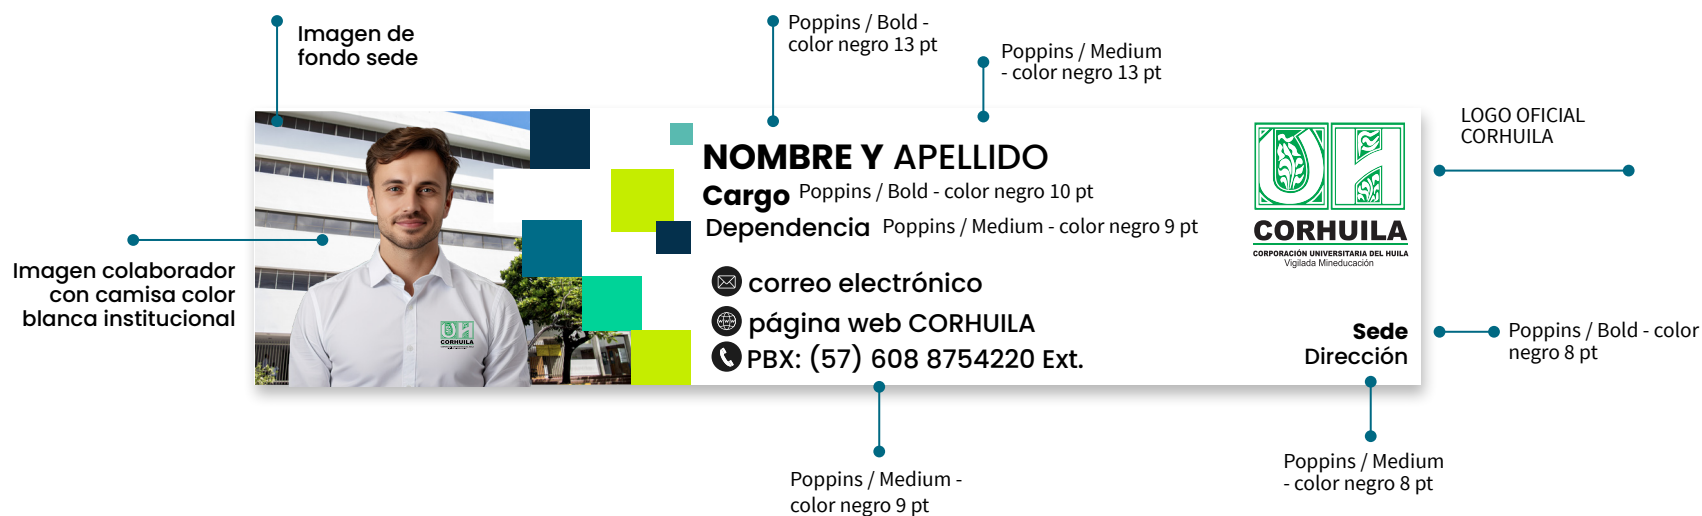 Imagen de
fondo sede
Poppins / Bold -
color negro 13 pt
Poppins / Medium
- color negro 13 pt
LOGO OFICIAL
CORHUILA
NOMBRE Y APELLIDO
Cargo Poppins / Bold - color negro 10 pt
Dependencia Poppins / Medium - color negro 9 pt
UH
CORHUILA
CORPORACIÓN UNIVERSITARIA DEL HUILA
Vigilada Mineducación
Imagen colaborador
con camisa color
blanca institucional
UH
CORHUILA
correo electrónico
página web CORHUILA
PBX: (57) 608 8754220 Ext.
Sede
Dirección
Poppins / Bold - color
negro 8 pt
Poppins / Medium -
color negro 9 pt
Poppins / Medium
- color negro 8 pt